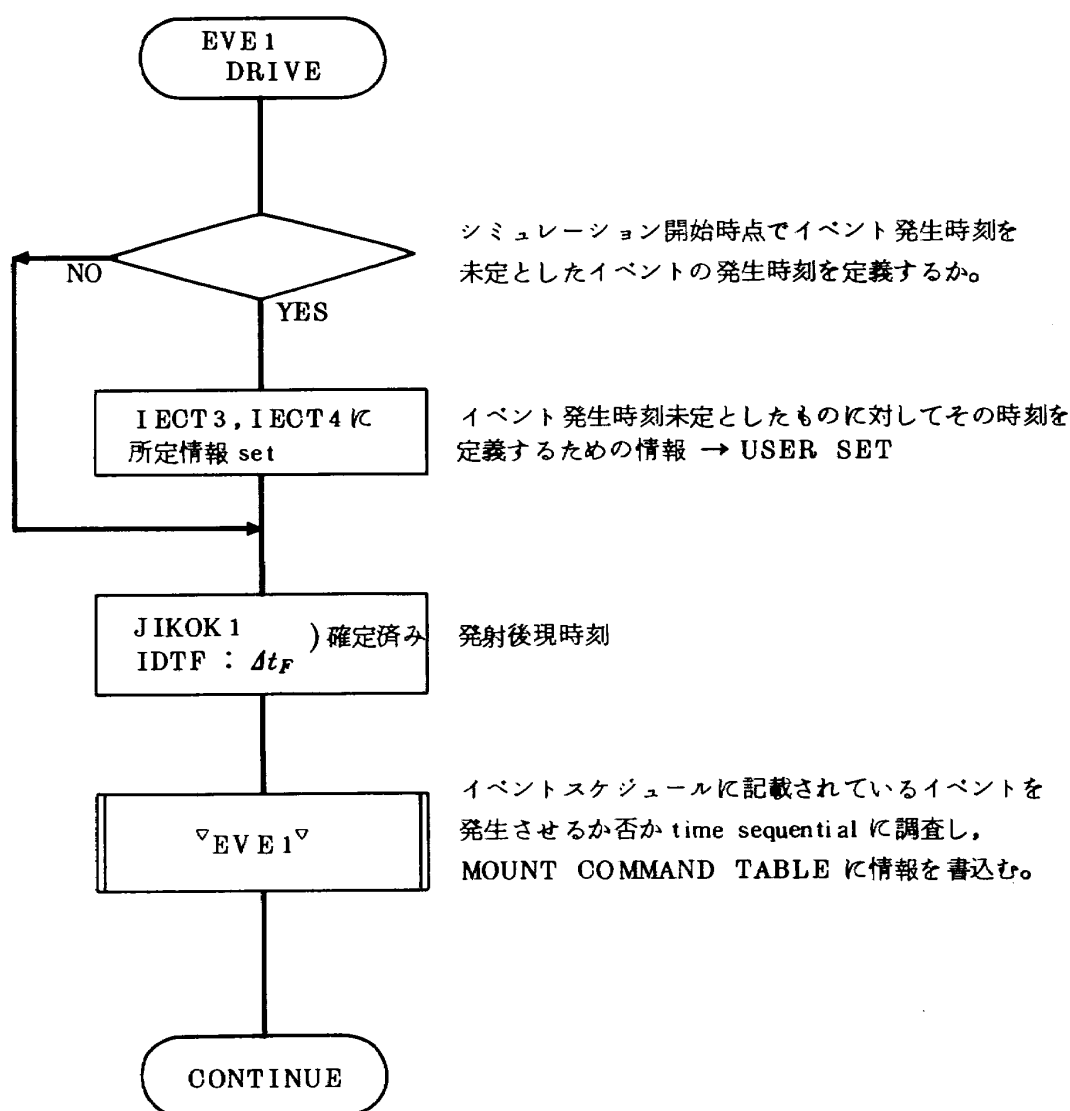 EVE1
DRIVE
シミュレーション開始時点でイベント発生時刻を
未定としたイベントの発生時刻を定義するか。
NO
YES
IECT3, IECT4に
所定情報 set
イベント発生時刻未定としたものに対してその時刻を
定義するための情報 → USER SET
JIKOK1
IDTF : Δt_F
)確定済み
発射後現時刻
イベントスケジュールに記載されているイベントを
発生させるか否か time sequential に調査し,
MOUNT COMMAND TABLE に情報を書込む。
▽EVE1▽
CONTINUE